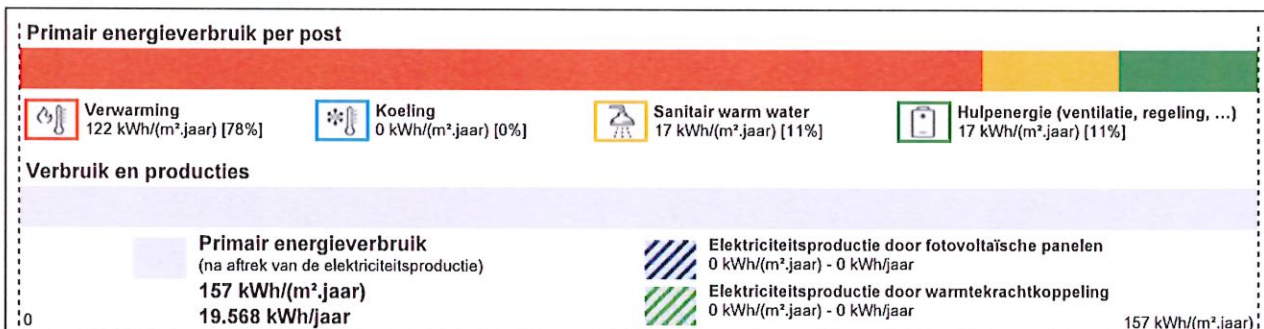 Primair energieverbruik per post
Verwarming
122 kWh/(m².jaar) [78%]
Koeling
0 kWh/(m².jaar) [0%]
Sanitair warm water
17 kWh/(m².jaar) [11%]
Hulpenergie (ventilatie, regeling, ...)
17 kWh/(m².jaar) [11%]
Verbruik en producties
Primair energieverbruik
(na aftrek van de elektriciteitsproductie)
157 kWh/(m².jaar)
19.568 kWh/jaar
Elektriciteitsproductie door fotovoltaïsche panelen
0 kWh/(m².jaar) - 0 kWh/jaar
Elektriciteitsproductie door warmtekrachtkoppeling
0 kWh/(m².jaar) - 0 kWh/jaar
0
157 kWh/(m².jaar)